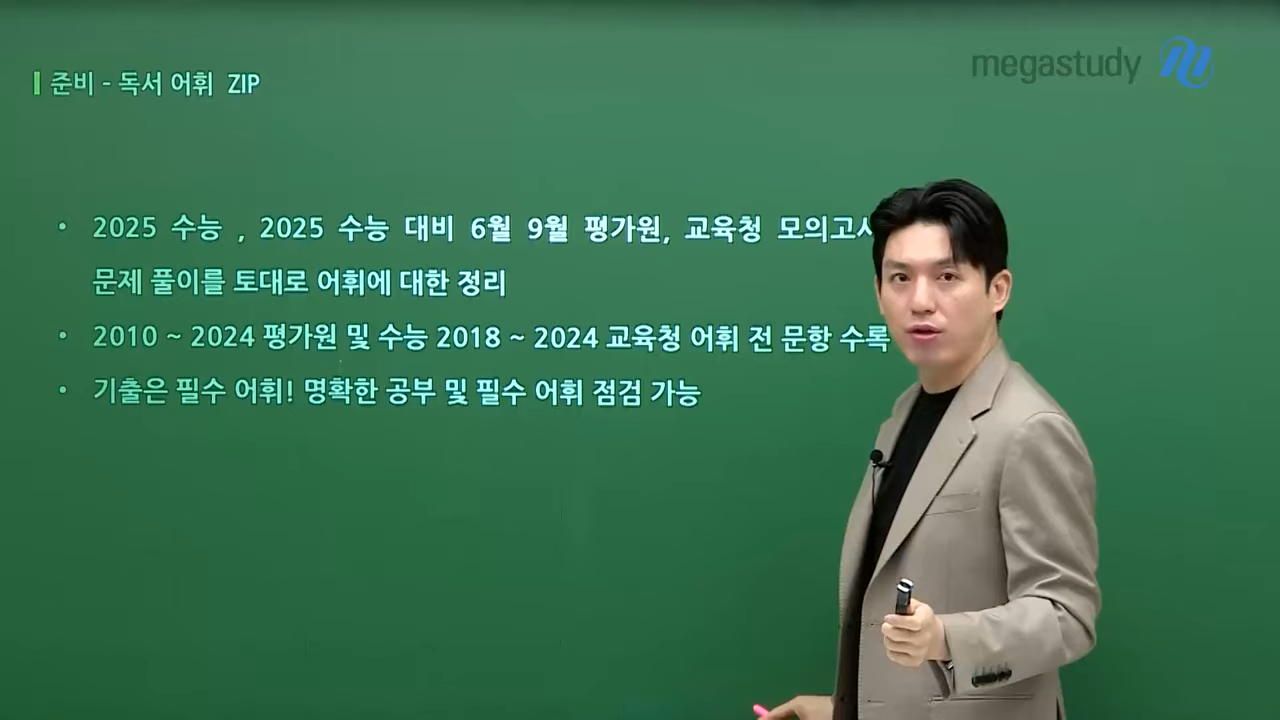 준비 - 독서 어휘 ZIP
megastudy
• 2025 수능 , 2025 수능 대비 6월 9월 평가원, 교육청 모의고사
문제 풀이를 토대로 어휘에 대한 정리
• 2010 ~ 2024 평가원 및 수능 2018 ~ 2024 교육청 어휘 전 문항 수록
• 기출은 필수 어휘! 명확한 공부 및 필수 어휘 점검 가능